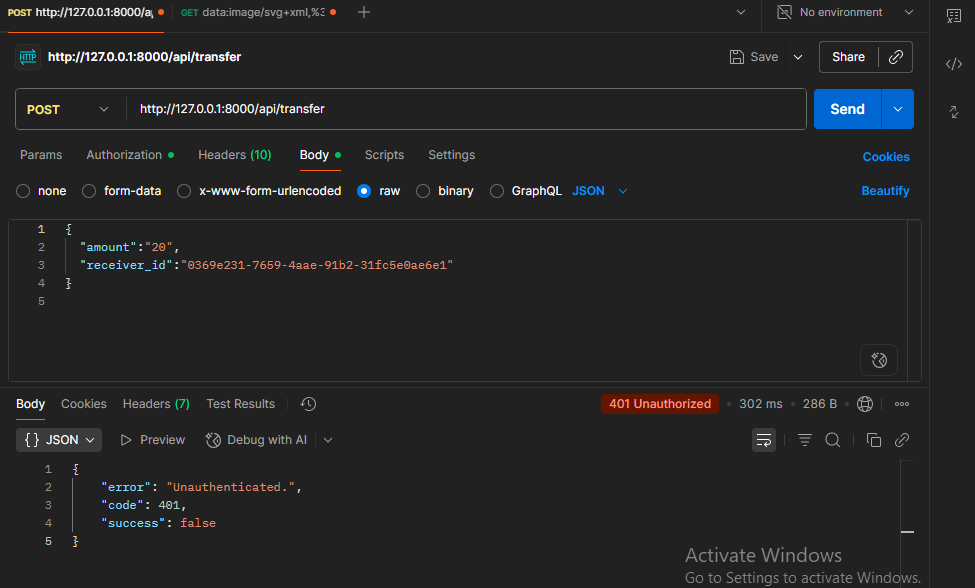 POST http://127.0.0.1:8000/a
GET data:image/svg+xml,%3
No environment
HTTP http://127.0.0.1:8000/api/transfer
Save
Share
POST
http://127.0.0.1:8000/api/transfer
Send
Params Authorization Headers (10) Body Scripts Settings Cookies
none form-data x-www-form-urlencoded raw binary GraphQL JSON Beautify
1 {
2 "amount":"20",
3 "receiver_id":"0369e231-7659-4aae-91b2-31fc5e0ae6e1"
4 }
5
Body Cookies Headers (7) Test Results 401 Unauthorized 302 ms 286 B
{} JSON Preview Debug with AI
1 {
2 "error": "Unauthenticated.",
3 "code": 401,
4 "success": false
5 }
Activate Windows
Go to Settings to activate Windows.